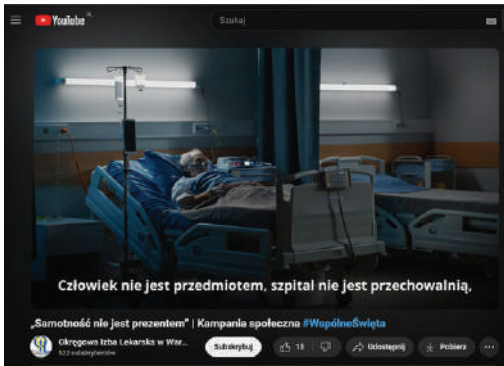 YouTube PL
Szukaj
Człowiek nie jest przedmiotem, szpital nie jest przechowalnią,
„Samotność nie jest prezentem” | Kampania społeczna #WspólneŚwięta
Okręgowa Izba Lekarska w War...
522 subskrybentów
Subskrybuj
13
Udostępnij
Pobierz